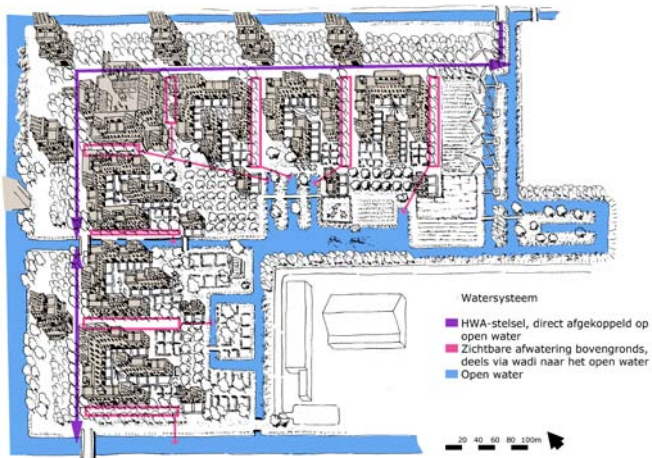 Watersysteem
HWA-stelsel, direct afgekoppeld op
open water
Zichtbare afwatering bovengronds,
deels via wadi naar het open water
Open water
20 40 60 80 100m